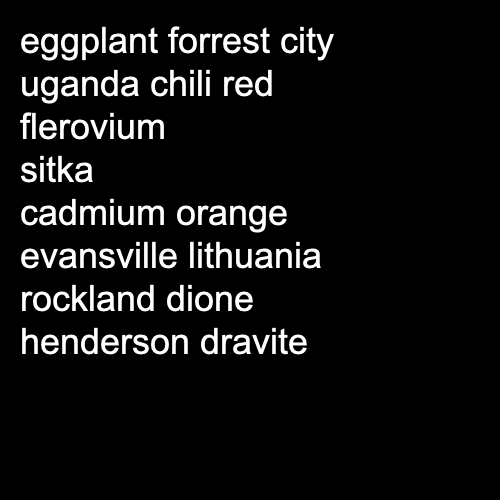 eggplant forrest city
uganda chili red
flerovium
sitka
cadmium orange
evansville lithuania
rockland dione
henderson dravite